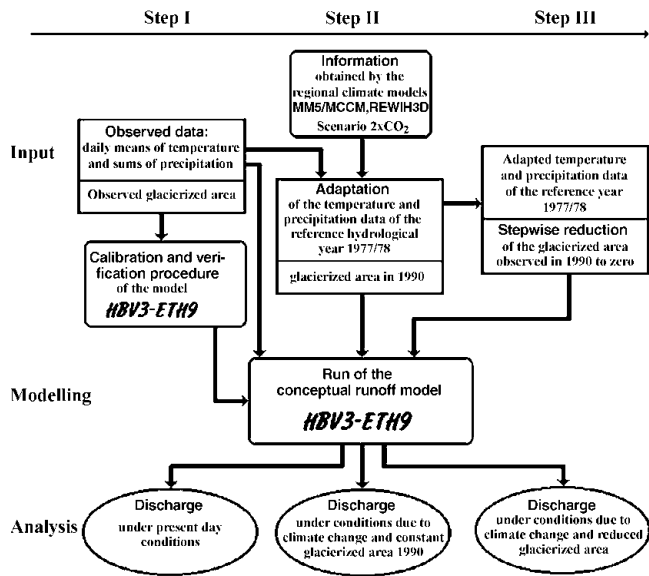 Step I Step II Step III
Information
obtained by the
regional climate models
MM5/MCCM,REWIH3D
Scenario 2xCO2
Input
Observed data:
daily means of temperature
and sums of precipitation
Observed glacierized area
Adaptation
of the temperature and
precipitation data of the
reference hydrological
year 1977/78
glacierized area in 1990
Adapted temperature
and precipitation data
of the reference year
1977/78
Stepwise reduction
of the glacierized area
observed in 1990 to zero
Calibration and veri-
fication procedure
of the model
HBV3-ETH9
Modelling
Run of the
conceptual runoff model
HBV3-ETH9
Analysis
Discharge
under present day
conditions
Discharge
under conditions due to
climate change and constant
glacierized area 1990
Discharge
under conditions due to
climate change and reduced
glacierized area